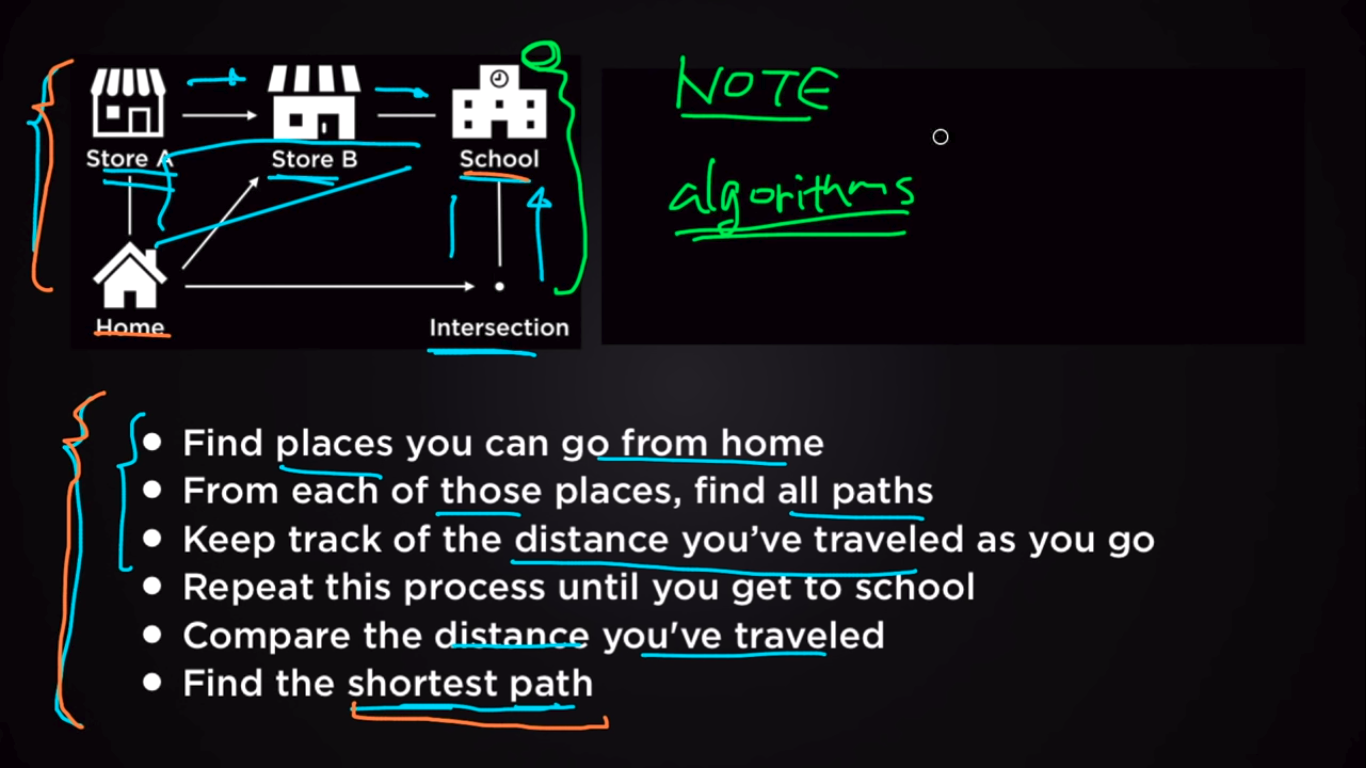 NOTE
algorithms
Store A
Store B
School
Home
Intersection
• Find places you can go from home
• From each of those places, find all paths
• Keep track of the distance you've traveled as you go
• Repeat this process until you get to school
• Compare the distance you've traveled
• Find the shortest path